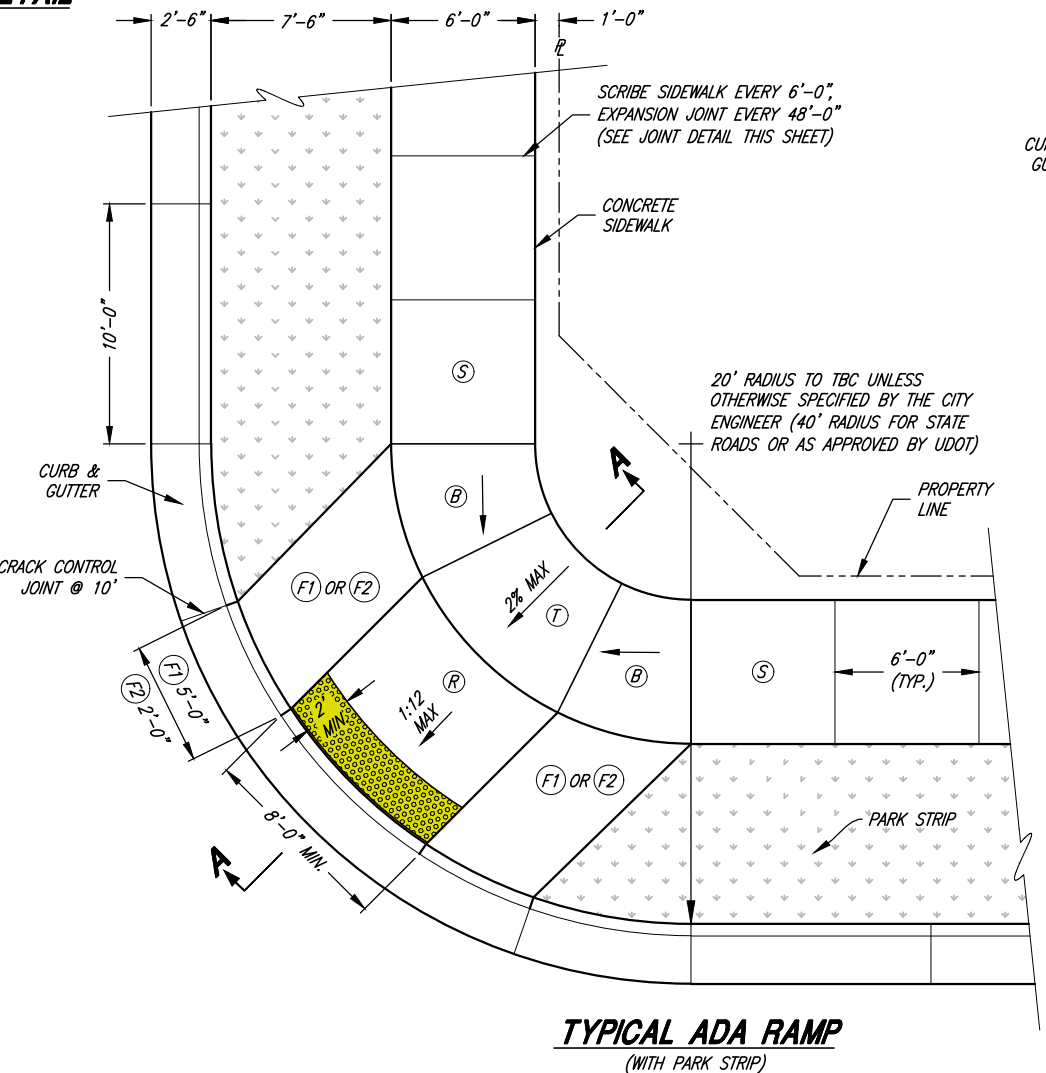 2'-6"
7'-6"
6'-0"
1'-0"
PL
SCRIBE SIDEWALK EVERY 6'-0",
EXPANSION JOINT EVERY 48'-0"
(SEE JOINT DETAIL THIS SHEET)
CONCRETE
SIDEWALK
10'-0"
S
20' RADIUS TO TBC UNLESS
OTHERWISE SPECIFIED BY THE CITY
ENGINEER (40' RADIUS FOR STATE
ROADS OR AS APPROVED BY UDOT)
CURB &
GUTTER
A
B
PROPERTY
LINE
CRACK CONTROL
JOINT @ 10'
F1 OR F2
2% MAX
T
B
S
6'-0"
(TYP.)
F1 5'-0"
F2 2'-0"
2'
MIN.
R
1:12
MAX
F1 OR F2
8'-0" MIN.
A
PARK STRIP
TYPICAL ADA RAMP
(WITH PARK STRIP)